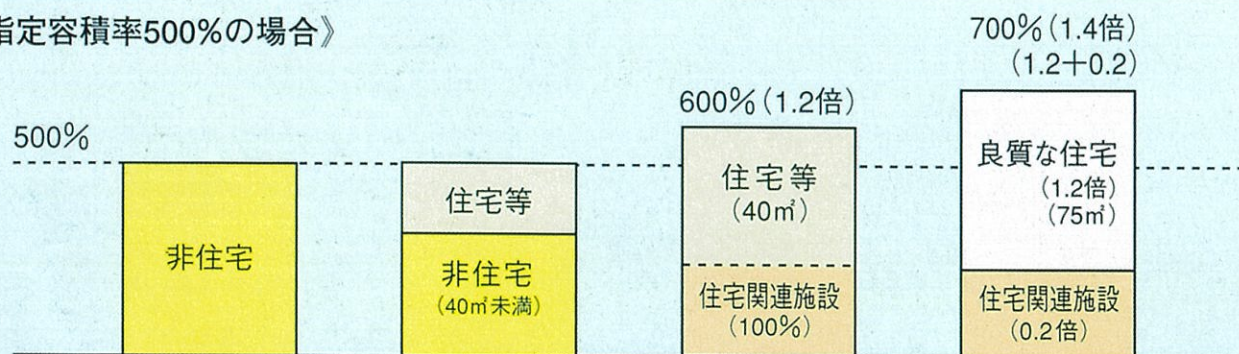 指定容積率500%の場合》
500%
非住宅
住宅等
非住宅
(40㎡未満)
600%(1.2倍)
住宅等
(40㎡)
住宅関連施設
(100%)
700%(1.4倍)
(1.2+0.2)
良質な住宅
(1.2倍)
(75㎡)
住宅関連施設
(0.2倍)